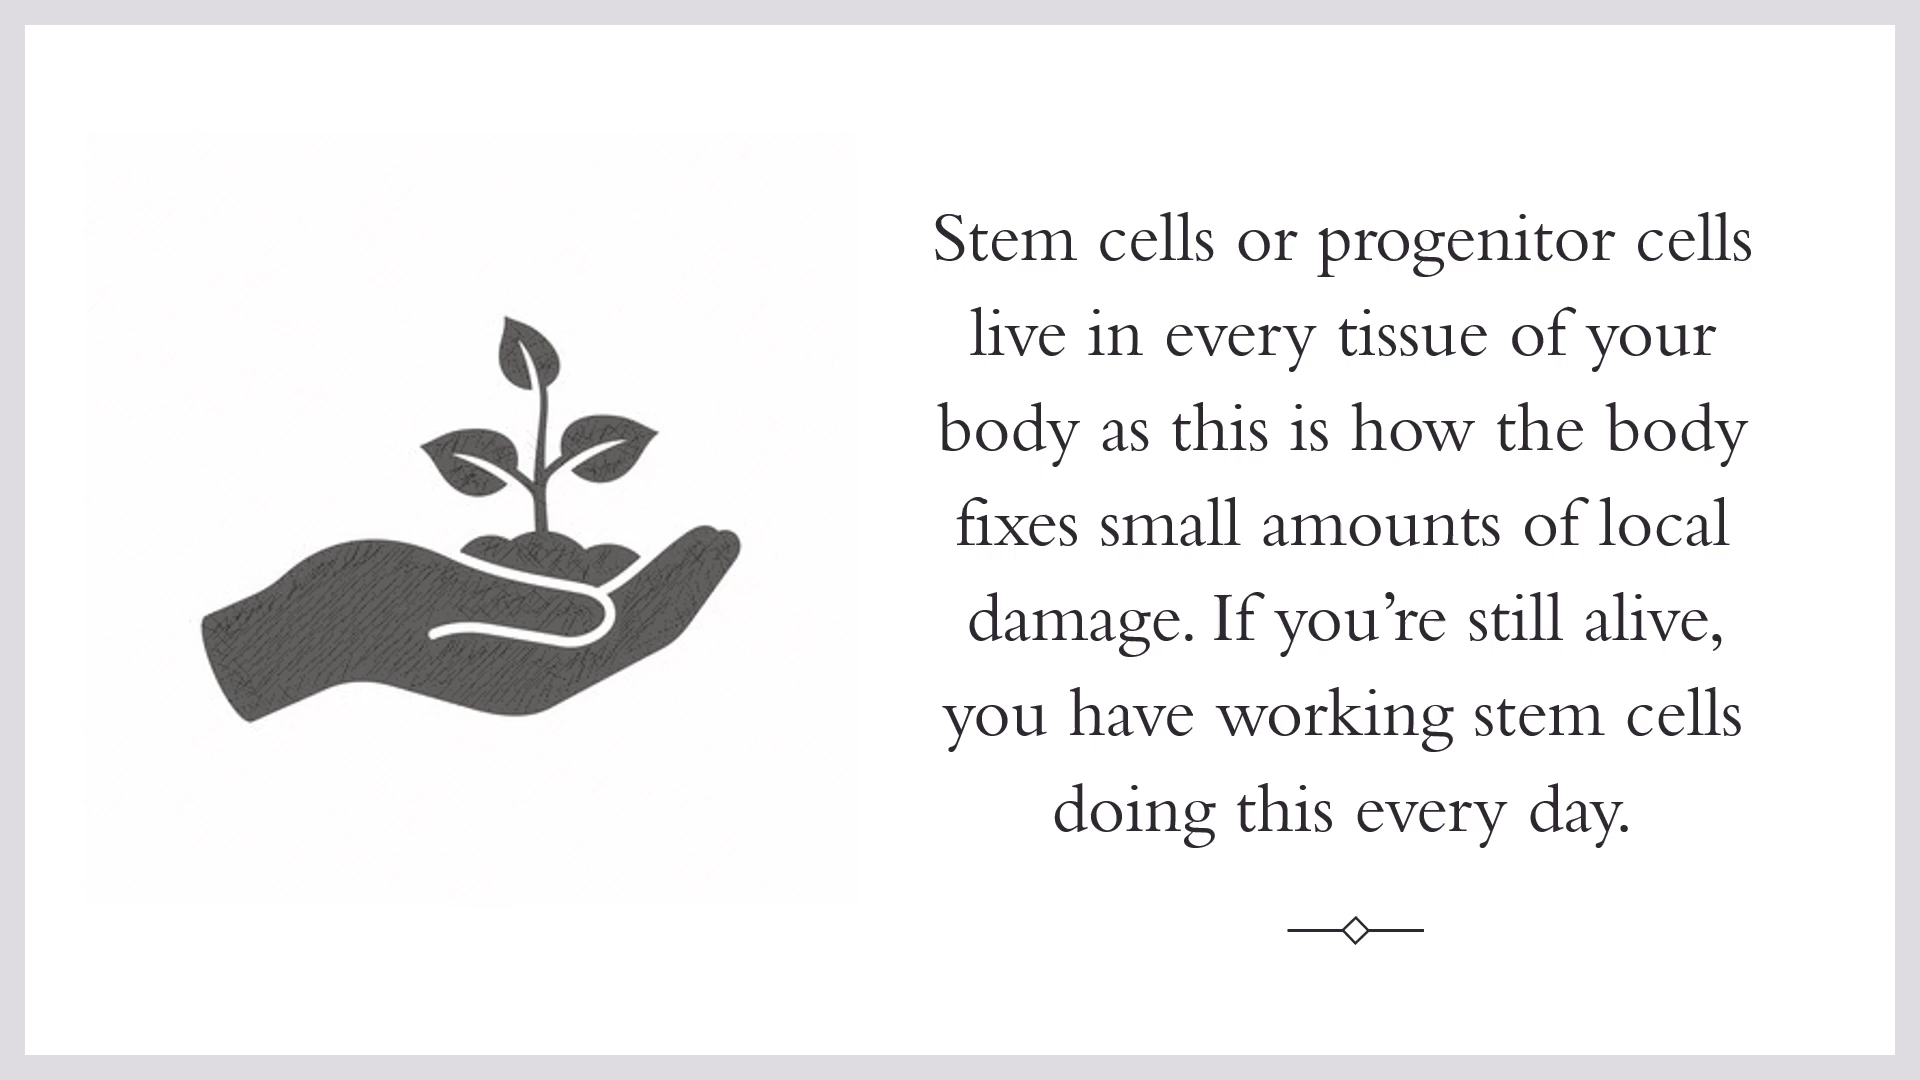 Stem cells or progenitor cells
live in every tissue of your
body as this is how the body
fixes small amounts of local
damage. If you’re still alive,
you have working stem cells
doing this every day.